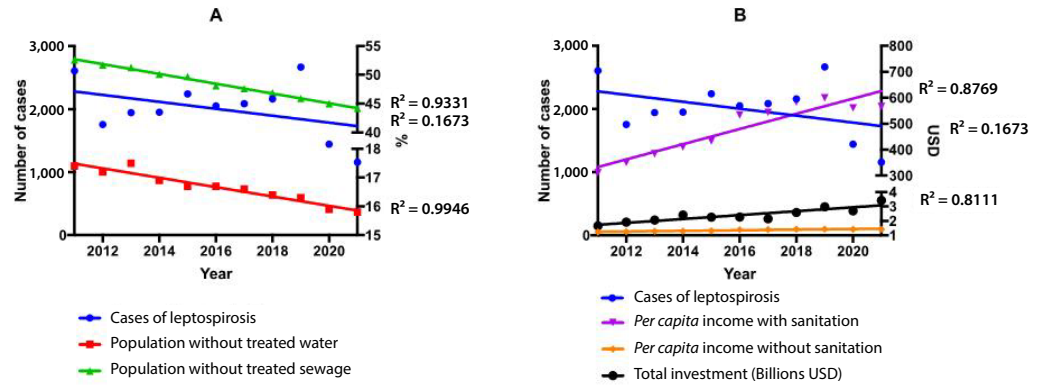 A
3,000
2,000
1,000
0
Number of cases
55
50
45
40
18
17
16
15
%
R² = 0.9331
R² = 0.1673
R² = 0.9946
2012 2014 2016 2018 2020
Year
Cases of leptospirosis
Population without treated water
Population without treated sewage
B
3,000
2,000
1,000
0
Number of cases
800
700
600
500
400
300
4
3
2
1
USD
R² = 0.8769
R² = 0.1673
R² = 0.8111
2012 2014 2016 2018 2020
Year
Cases of leptospirosis
Per capita income with sanitation
Per capita income without sanitation
Total investment (Billions USD)